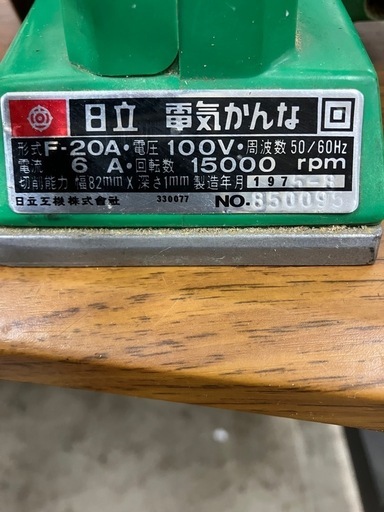 日立 電気かんな
形式 F-20A・電圧 100V・周波数 50/60Hz
電流 6 A・回転数 15000 rpm
切削能力 幅82mm X 深さ1mm 製造年月 1975-8
日立工機株式会社 330077 NO. 850095